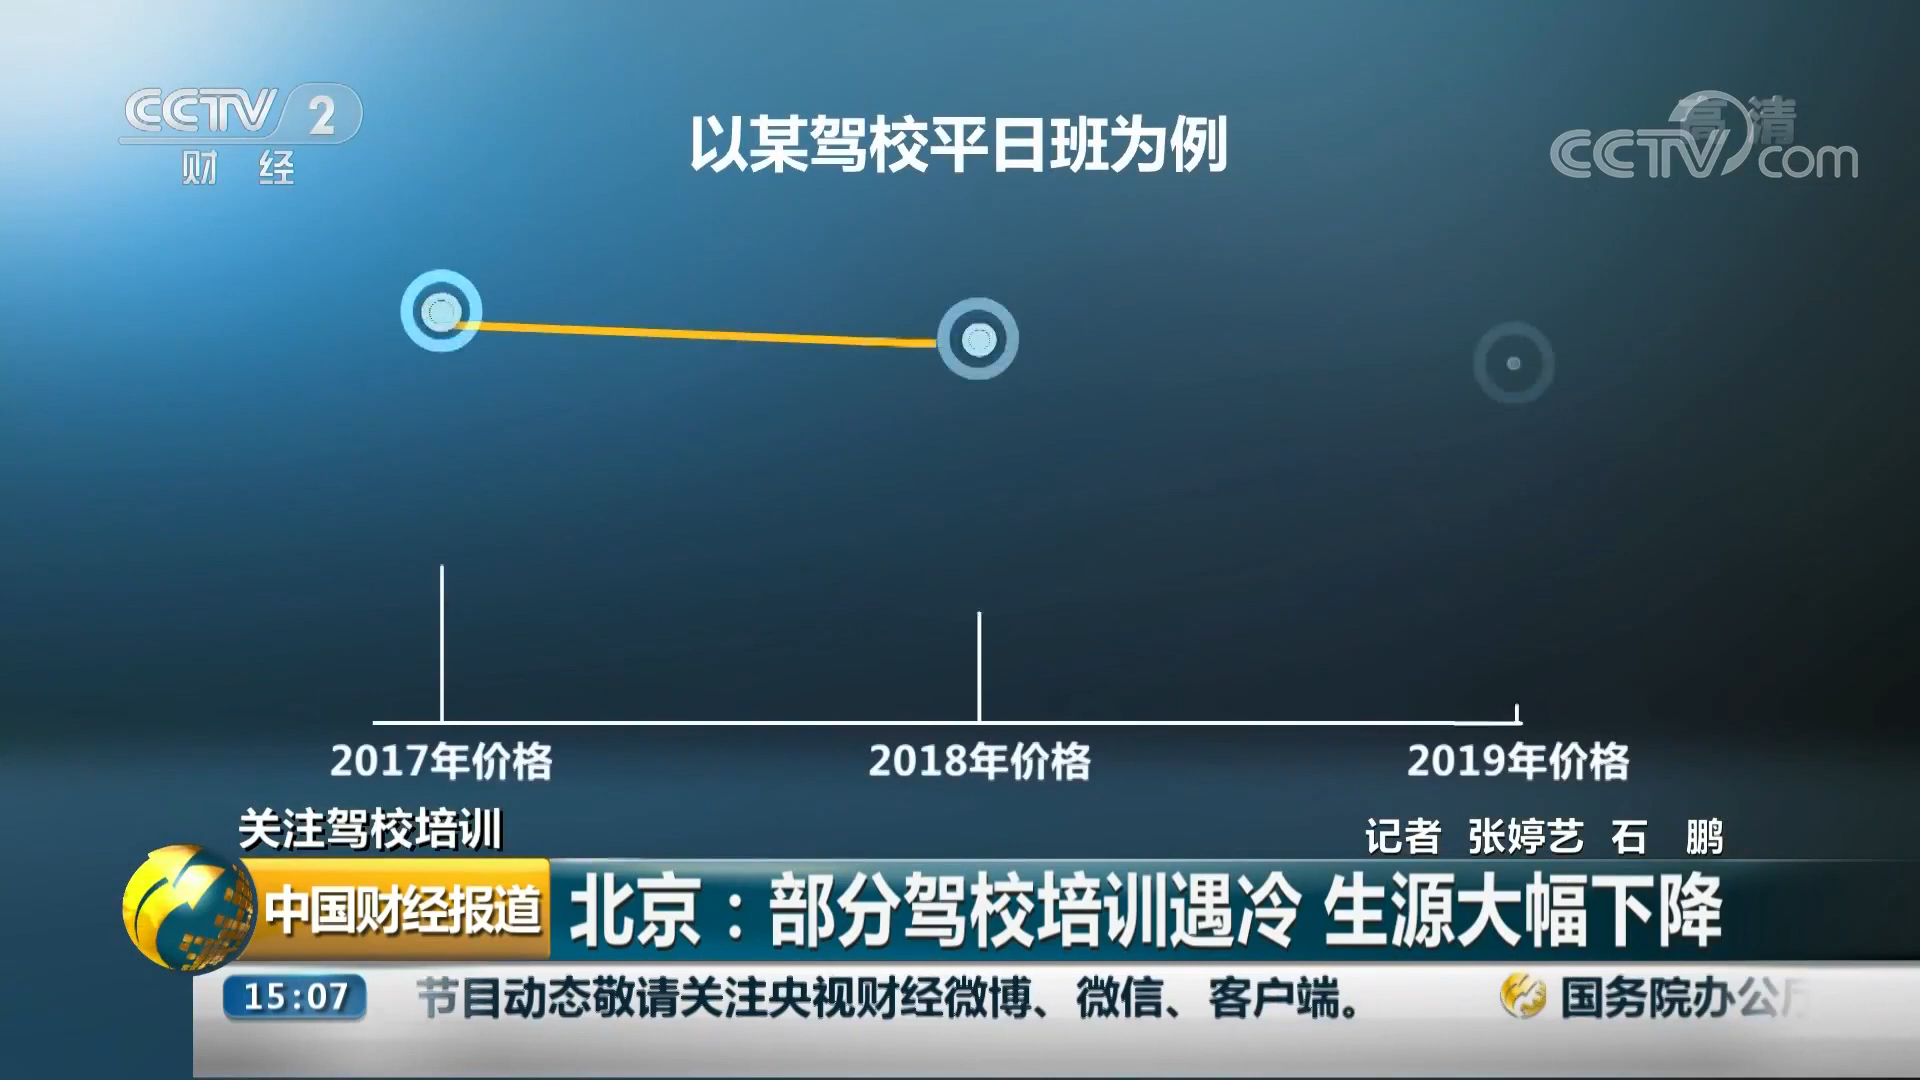 CCTV 2
财 经
以某驾校平日班为例
高清
CCTV.com
2017年价格
2018年价格
2019年价格
关注驾校培训
记者 张婷艺 石 鹏
中国财经报道
北京：部分驾校培训遇冷 生源大幅下降
15:07
节目动态敬请关注央视财经微博、微信、客户端。
国务院办公厅